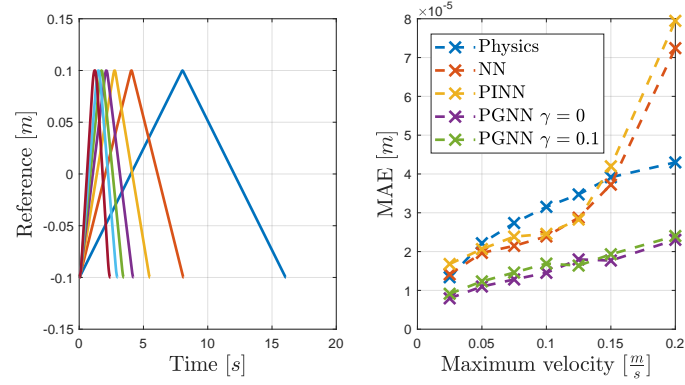 0.15
0.1
0.05
0
-0.05
-0.1
-0.15
0 5 10 15 20
Reference [m]
Time [s]
×10⁻⁵
8
7
6
5
4
3
2
1
0
0 0.05 0.1 0.15 0.2
MAE [m]
Maximum velocity [m/s]
Physics
NN
PINN
PGNN γ = 0
PGNN γ = 0.1